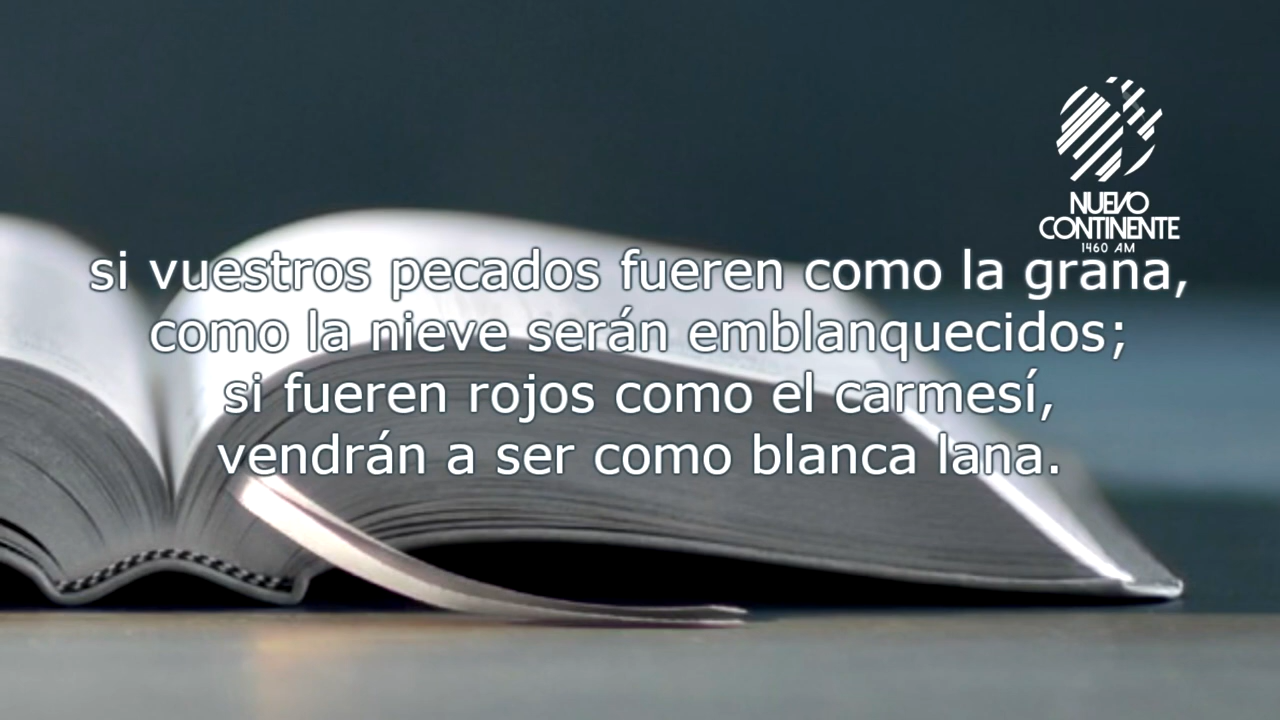 NUEVO
CONTINENTE
1460 AM
si vuestros pecados fueren como la grana,
como la nieve serán emblanquecidos;
si fueren rojos como el carmesí,
vendrán a ser como blanca lana.